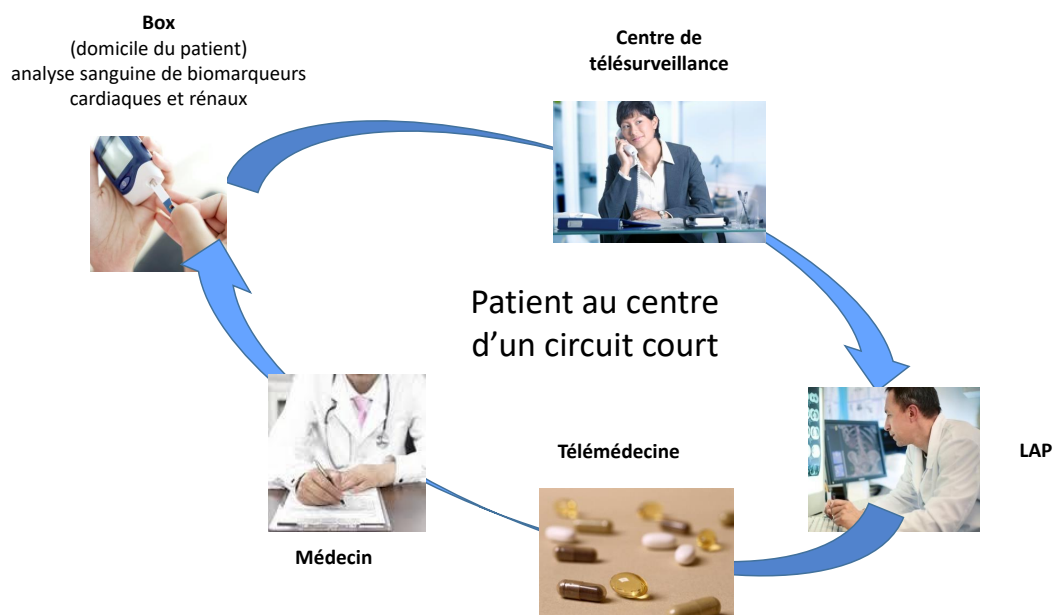 Box
(domicile du patient)
analyse sanguine de biomarqueurs
cardiaques et rénaux
Centre de
télésurveillance
Patient au centre
d’un circuit court
LAP
Télémédecine
Médecin